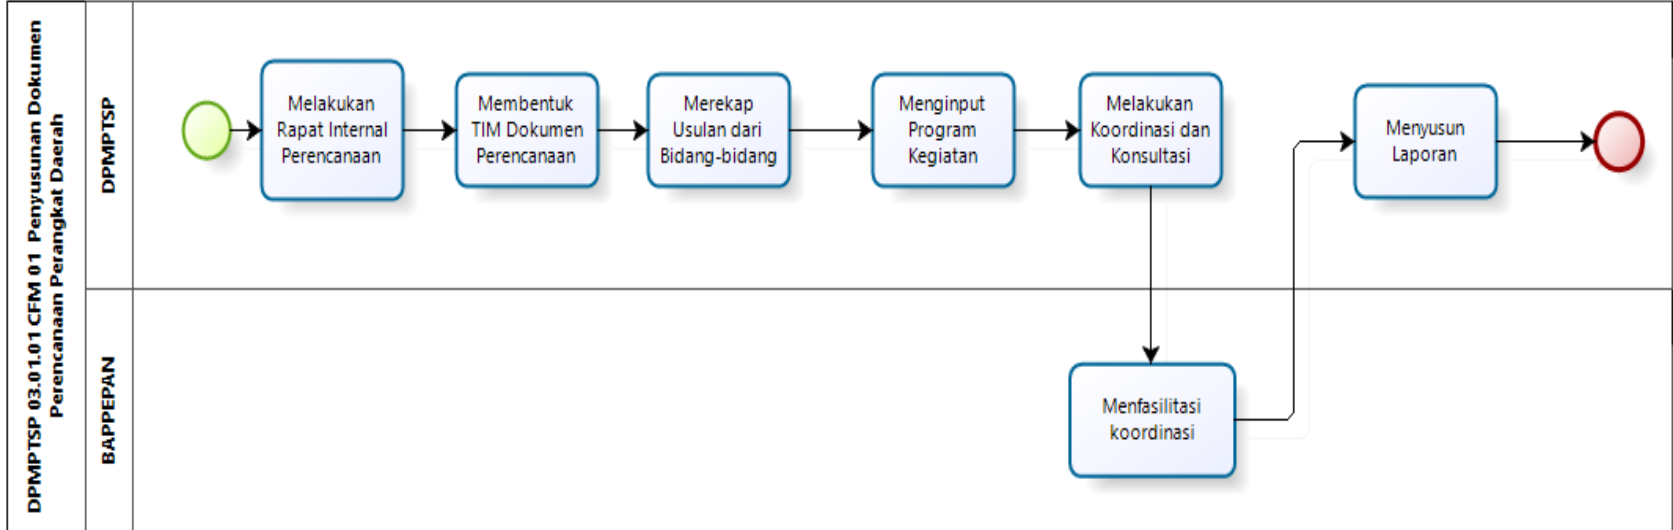 DPMPTSP 03.01.01 CFM 01  Penyusunan Dokumen
Perencanaan Perangkat Daerah
DPMPTSP
Melakukan
Rapat Internal
Perencanaan
Membentuk
TIM Dokumen
Perencanaan
Merekap
Usulan dari
Bidang-bidang
Menginput
Program
Kegiatan
Melakukan
Koordinasi dan
Konsultasi
Menyusun
Laporan
BAPPEPAN
Menfasilitasi
koordinasi